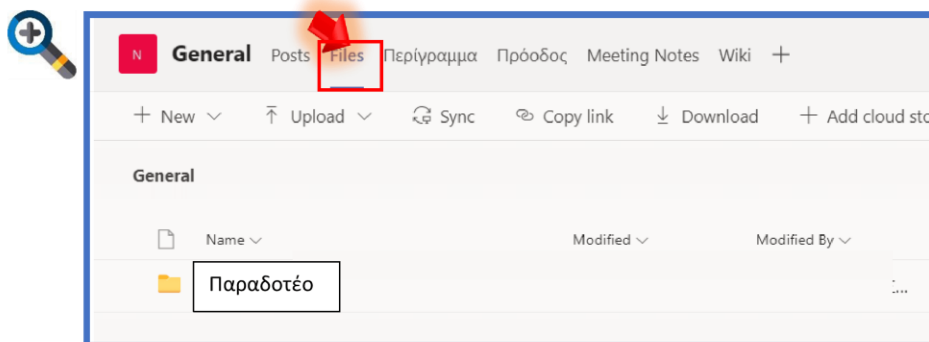 N General Posts Files Περίγραμμα Πρόοδος Meeting Notes Wiki +
+ New Upload Sync Copy link Download + Add cloud sto
General
Name Modified Modified By
Παραδοτέο